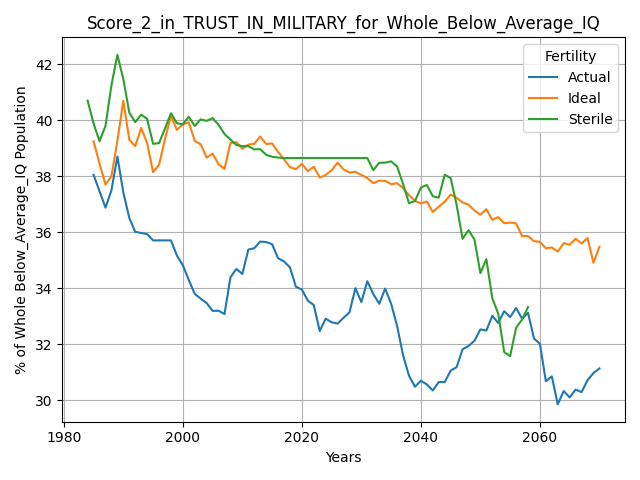 Score_2_in_TRUST_IN_MILITARY_for_Whole_Below_Average_IQ
% of Whole Below_Average_IQ Population
42
40
38
36
34
32
30
Fertility
Actual
Ideal
Sterile
1980 2000 2020 2040 2060
Years